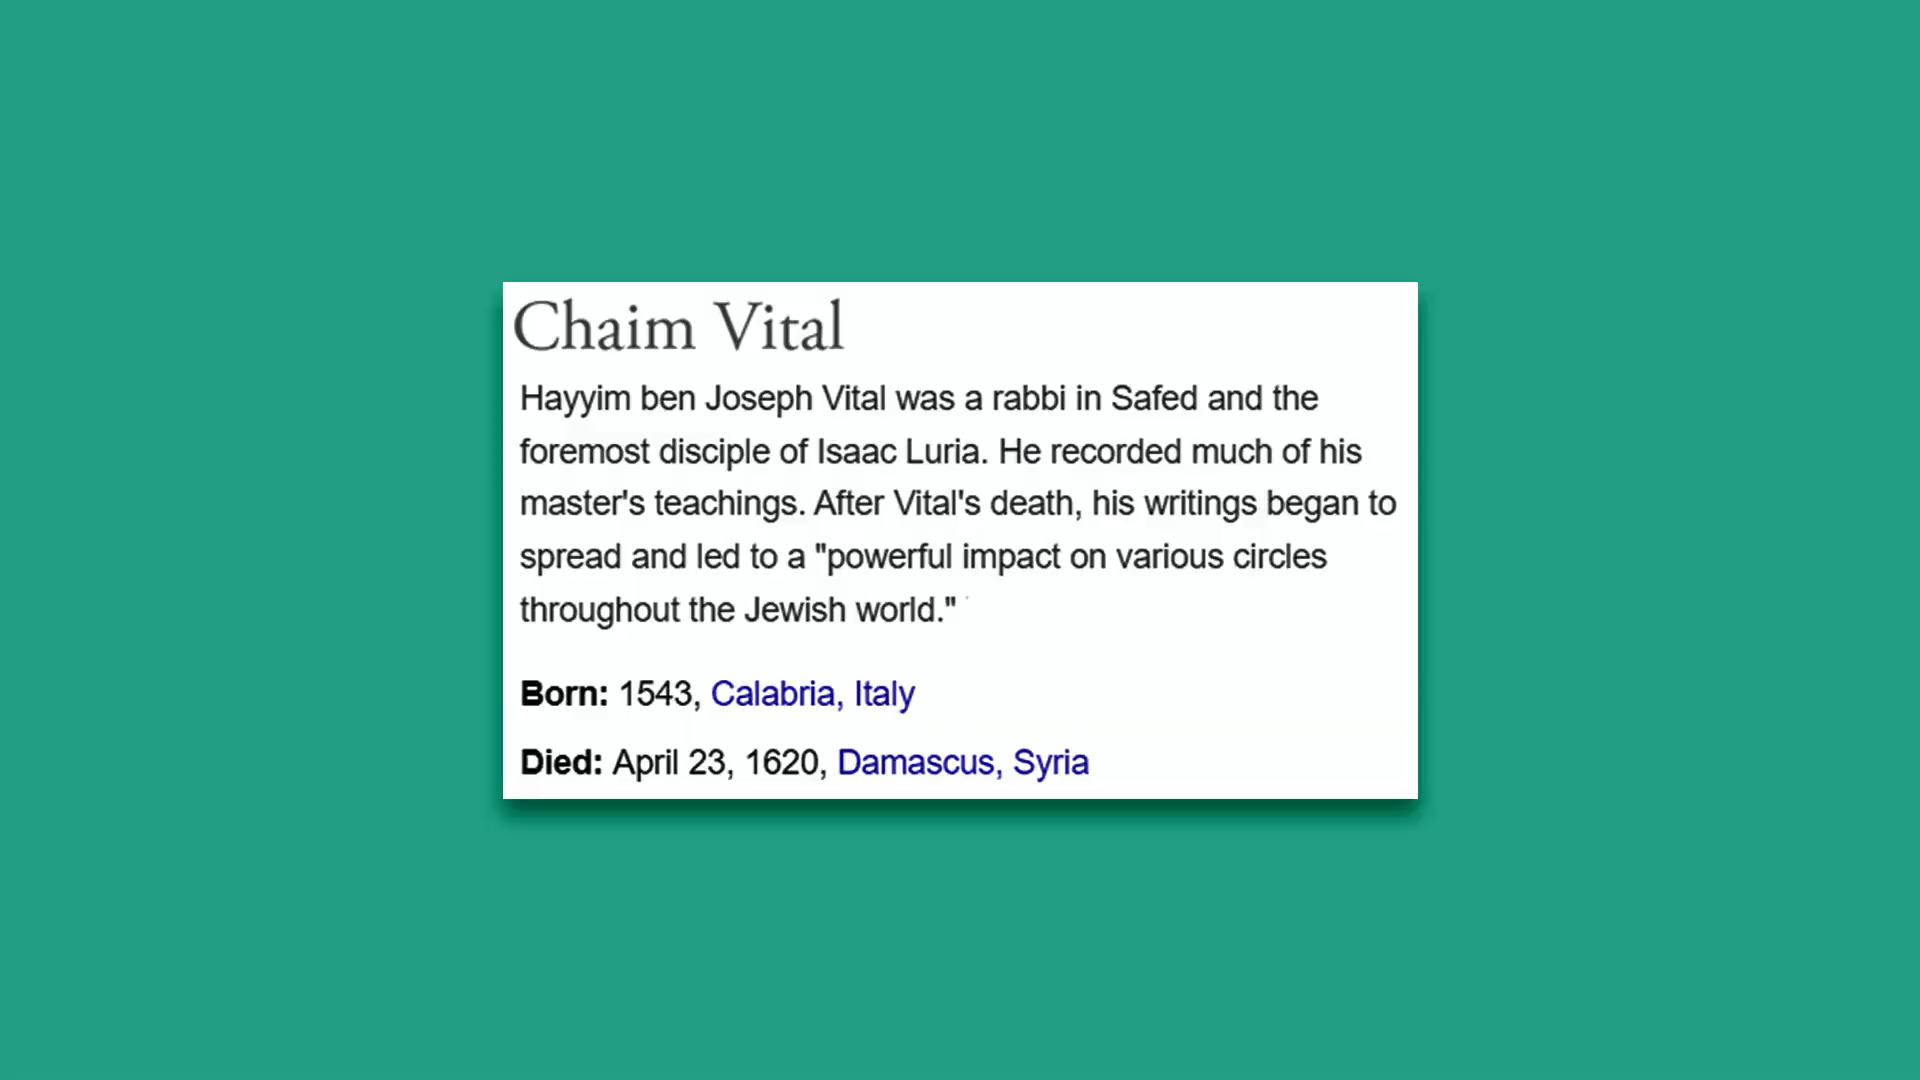 Chaim Vital
Hayyim ben Joseph Vital was a rabbi in Safed and the
foremost disciple of Isaac Luria. He recorded much of his
master's teachings. After Vital's death, his writings began to
spread and led to a "powerful impact on various circles
throughout the Jewish world."
Born: 1543, Calabria, Italy
Died: April 23, 1620, Damascus, Syria